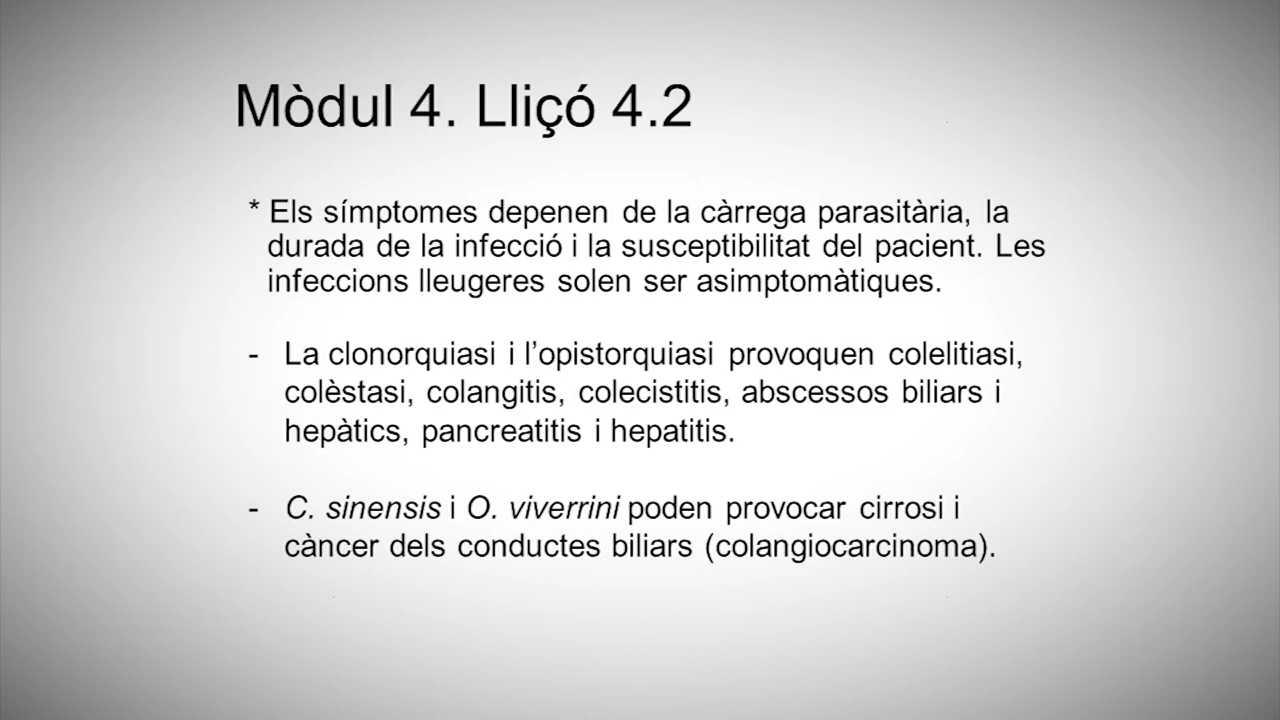 Mòdul 4. Lliçó 4.2
* Els símptomes depenen de la càrrega parasitària, la
durada de la infecció i la susceptibilitat del pacient. Les
infeccions lleugeres solen ser asimptomàtiques.
- La clonorquiasi i l’opistorquiasi provoquen colelitiasi,
colèstasi, colangitis, colecistitis, abscessos biliars i
hepàtics, pancreatitis i hepatitis.
- C. sinensis i O. viverrini poden provocar cirrosi i
càncer dels conductes biliars (colangiocarcinoma).